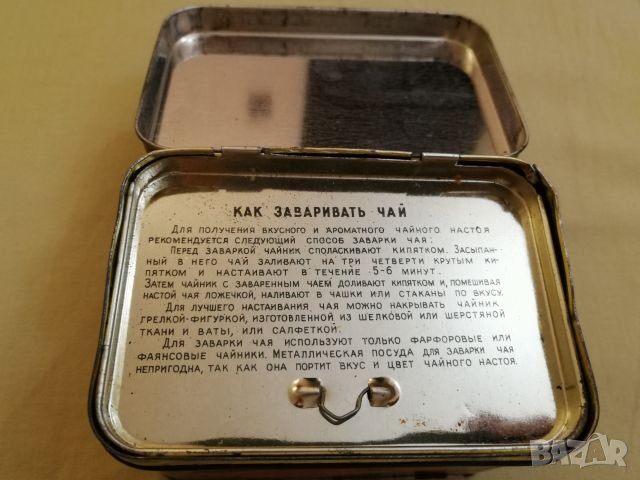 КАК ЗАВАРИВАТЬ ЧАЙ
Для получения вкусного и ароматного чайного настоя
рекомендуется следующий способ заварки чая:
Перед заваркой чайник споласкивают кипятком. Засыпан-
ный в него чай заливают на три четверти крутым ки-
пятком и настаивают в течение 5-6 минут.
Затем чайник с заваренным чаем доливают кипятком и, помешивая
настой чая ложечкой, наливают в чашки или стаканы по вкусу.
Для лучшего настаивания чая можно накрывать чайник
грелкой-фигуркой, изготовленной из шелковой или шерстяной
ткани и ваты, или салфеткой.
Для заварки чая используют только фарфоровые или
фаянсовые чайники. Металлическая посуда для заварки чая
непригодна, так как она портит вкус и цвет чайного настоя.
BAZAR